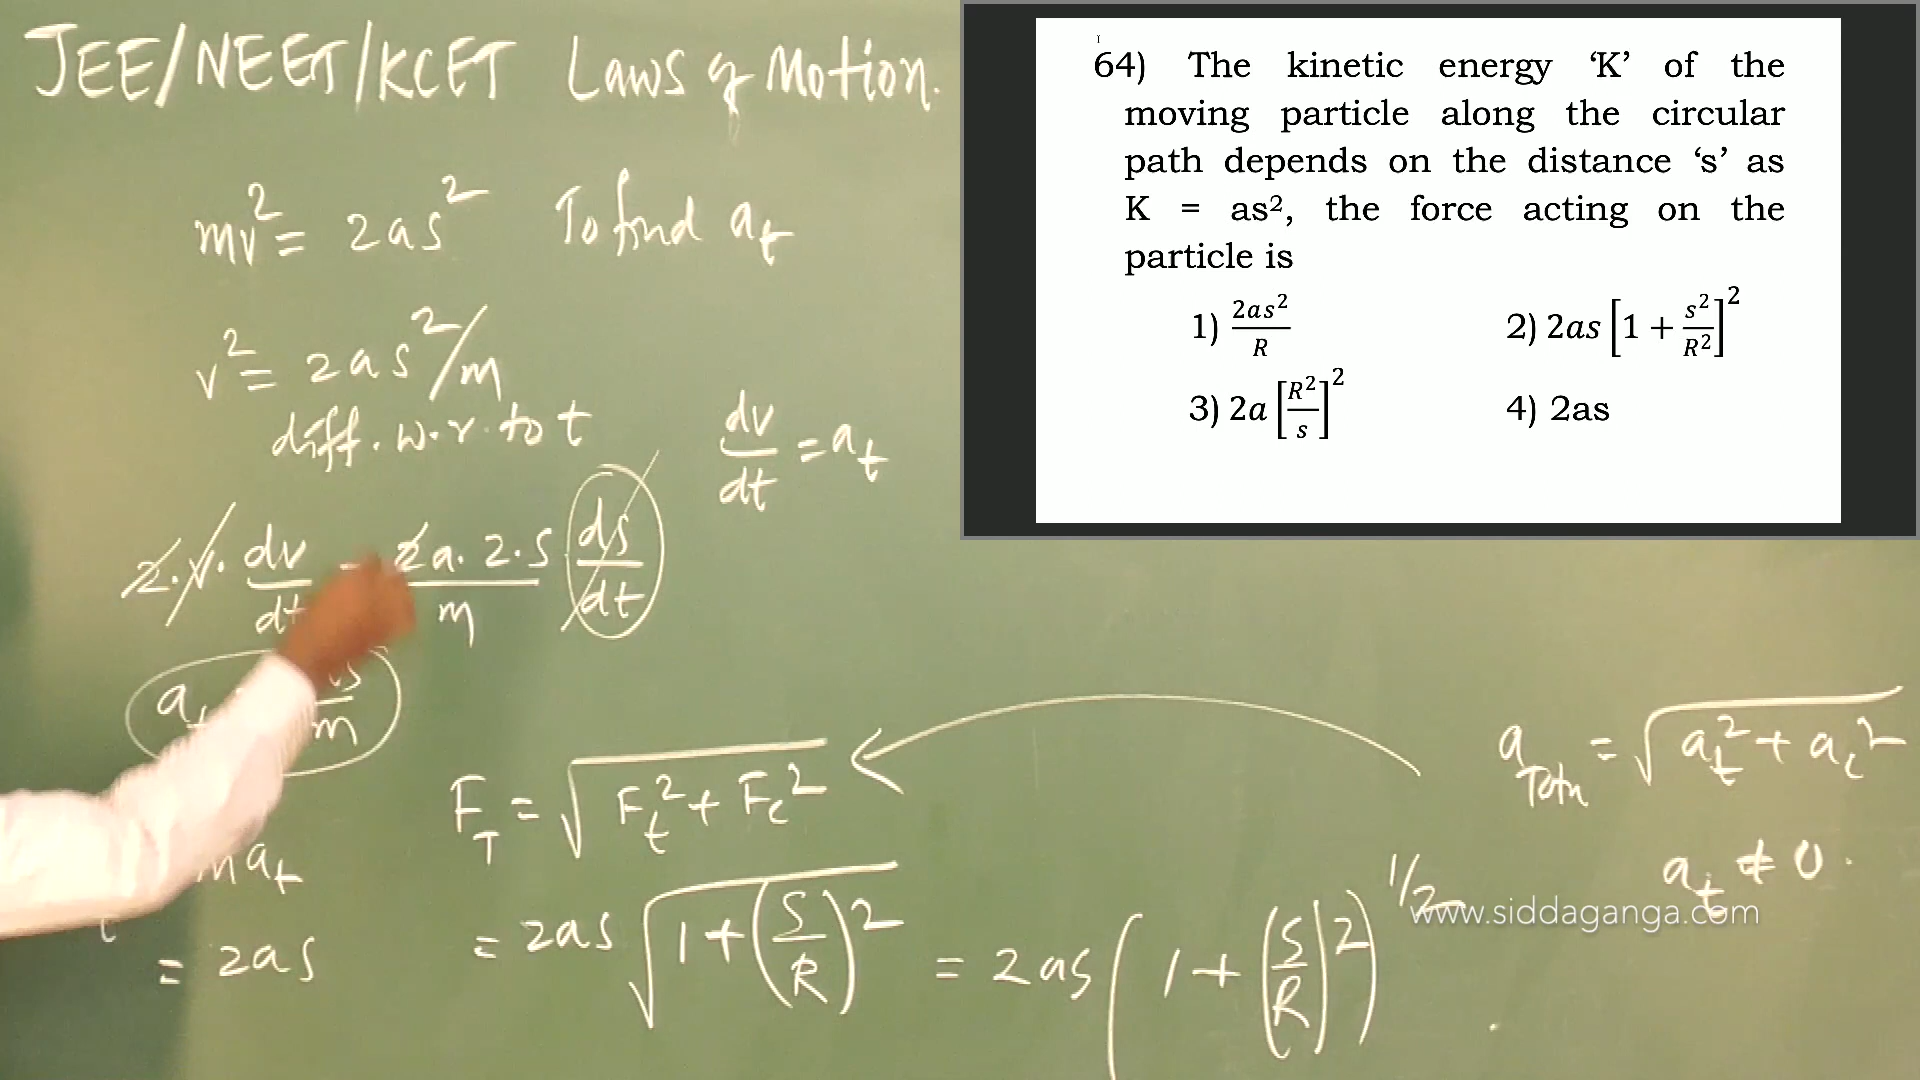 JEE/NEET/KCET Laws of Motion.
mv² = 2as² To find aₜ
v² = 2as²/m
diff. w.r. to t
dv/dt = aₜ
2.v. dv/dt = 2a.2.s/m ds/dt
aₜ
m
maₜ
= 2as
F_T = √(Fₜ² + F_c²)
= 2as √(1+(S/R)²) = 2as (1+(S/R)²)^1/2
a_Total = √(aₜ² + a_c²)
aₜ ≠ 0.
www.siddaganga.com
64) The kinetic energy ‘K’ of the
moving particle along the circular
path depends on the distance ‘s’ as
K = as², the force acting on the
particle is
1) 2as²/R 2) 2as [1 + s²/R²]²
3) 2a [R²/s]² 4) 2as